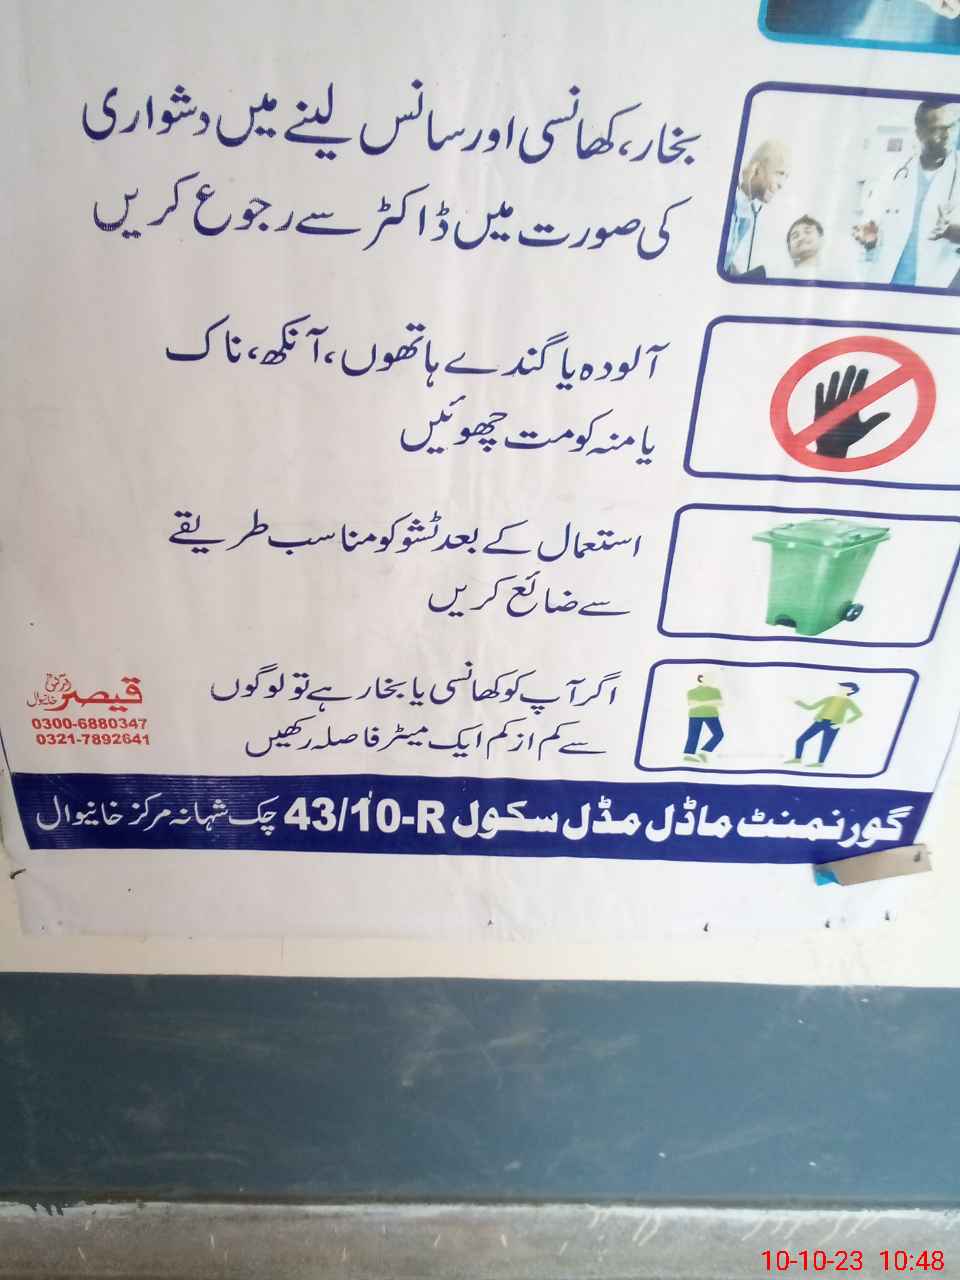 بخار، کھانسی اور سانس لینے میں دشواری
کی صورت میں ڈاکٹر سے رجوع کریں
آلودہ یا گندے ہاتھوں، آنکھ، ناک
یا منہ کو مت چھوئیں
استعمال کے بعد ٹشو کو مناسب طریقے
سے ضائع کریں
اگر آپ کو کھانسی یا بخار ہے تو لوگوں
سے کم از کم ایک میٹر فاصلہ رکھیں
قیصر خانیوال
0300-6880347
0321-7892641
گورنمنٹ ماڈل مڈل سکول 43/10-R چک شہانہ مرکز خانیوال
10-10-23 10:48